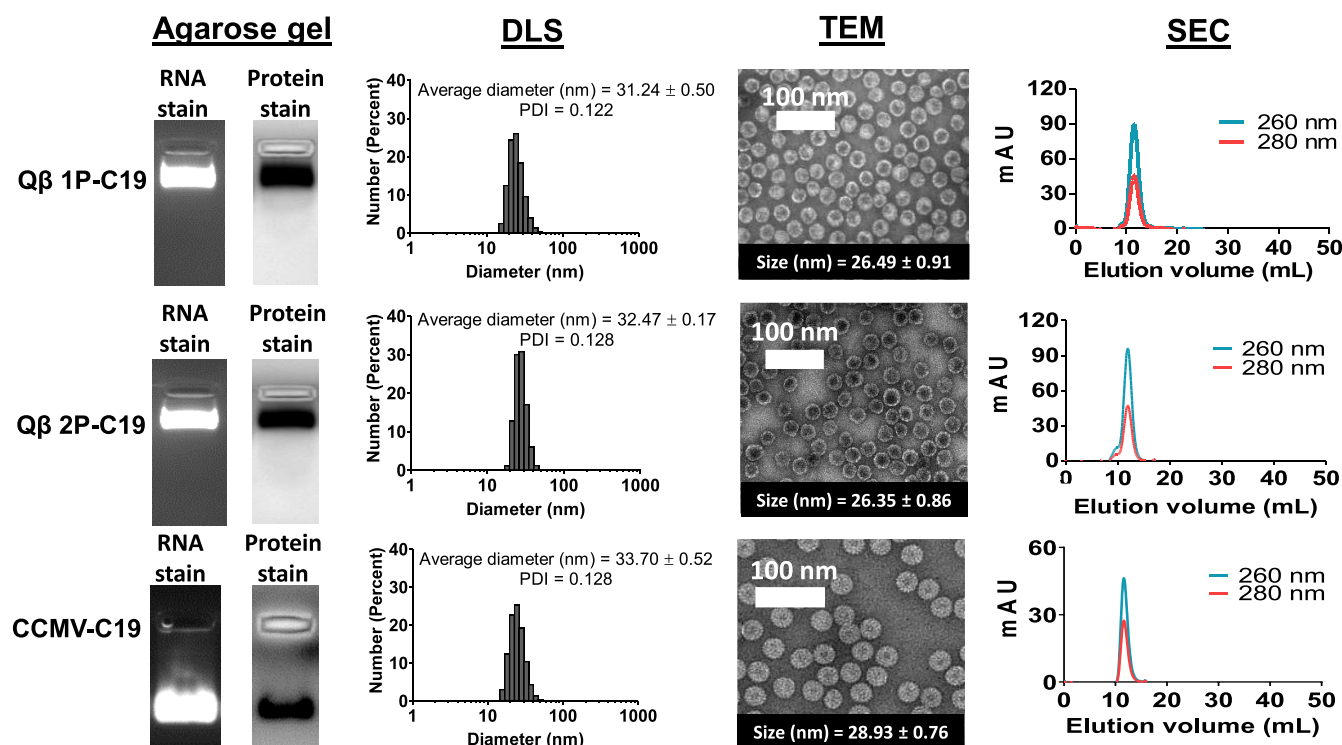 Agarose gel
DLS
TEM
SEC
RNA
stain
Protein
stain
Qβ 1P-C19
Number (Percent)
40
30
20
10
0
Average diameter (nm) = 31.24 ± 0.50
PDI = 0.122
1
10
100
1000
Diameter (nm)
100 nm
Size (nm) = 26.49 ± 0.91
mAU
120
90
60
30
0
260 nm
280 nm
0
10
20
30
40
50
Elution volume (mL)
RNA
stain
Protein
stain
Qβ 2P-C19
Number (Percent)
40
30
20
10
0
Average diameter (nm) = 32.47 ± 0.17
PDI = 0.128
1
10
100
1000
Diameter (nm)
100 nm
Size (nm) = 26.35 ± 0.86
mAU
120
90
60
30
0
260 nm
280 nm
0
10
20
30
40
50
Elution volume (mL)
RNA
stain
Protein
stain
CCMV-C19
Number (Percent)
40
30
20
10
0
Average diameter (nm) = 33.70 ± 0.52
PDI = 0.128
1
10
100
1000
Diameter (nm)
100 nm
Size (nm) = 28.93 ± 0.76
mAU
60
30
0
260 nm
280 nm
0
10
20
30
40
50
Elution volume (mL)